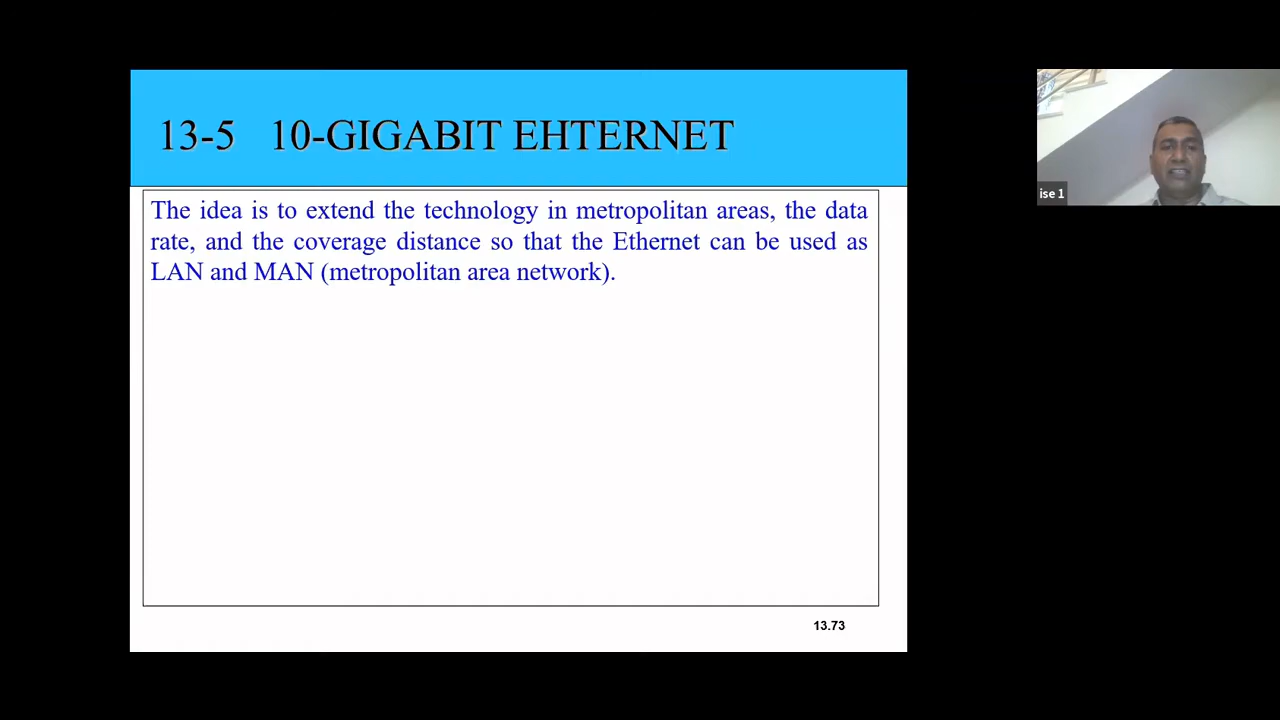 13-5 10-GIGABIT EHTERNET
The idea is to extend the technology in metropolitan areas, the data
rate, and the coverage distance so that the Ethernet can be used as
LAN and MAN (metropolitan area network).
13.73
ise 1